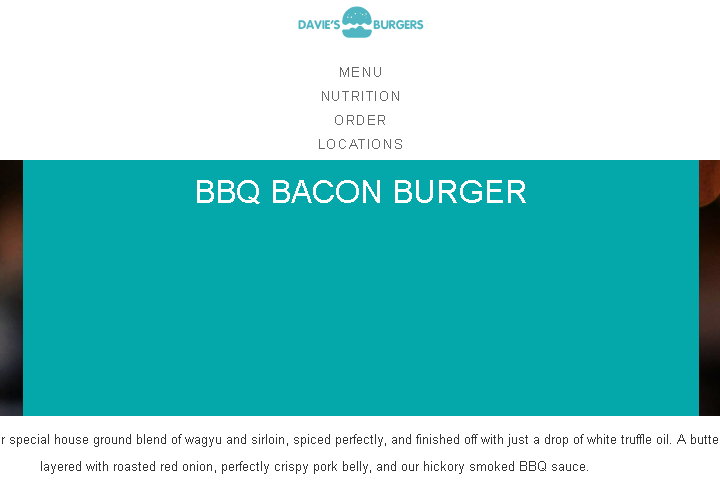 DAVIE'S BURGERS
MENU
NUTRITION
ORDER
LOCATIONS
BBQ BACON BURGER
special house ground blend of wagyu and sirloin, spiced perfectly, and finished off with just a drop of white truffle oil. A
layered with roasted red onion, perfectly crispy pork belly, and our hickory smoked BBQ sauce.